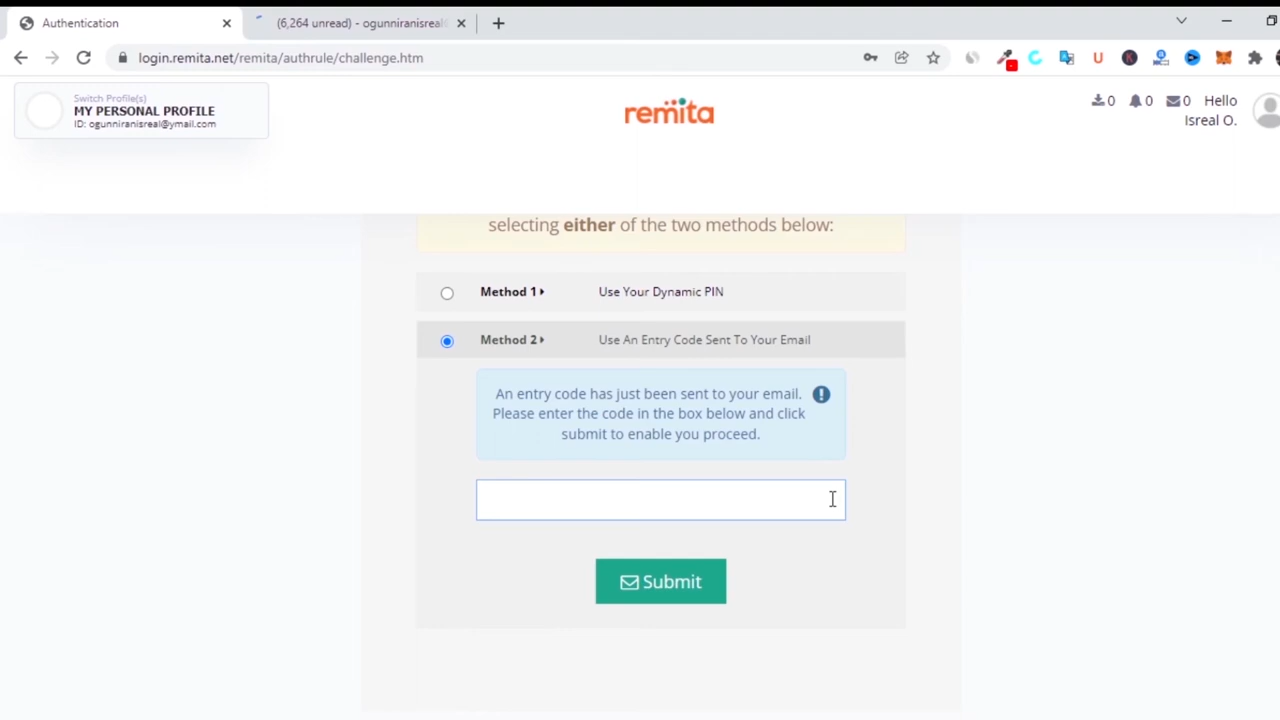 Authentication
(6,264 unread) - ogunniranisreal
login.remita.net/remita/authrule/challenge.htm
Switch Profile(s)
MY PERSONAL PROFILE
ID: ogunniranisreal@ymail.com
remita
0 0 0 Hello
Isreal O.
selecting either of the two methods below:
Method 1 Use Your Dynamic PIN
Method 2 Use An Entry Code Sent To Your Email
An entry code has just been sent to your email.
Please enter the code in the box below and click
submit to enable you proceed.
Submit